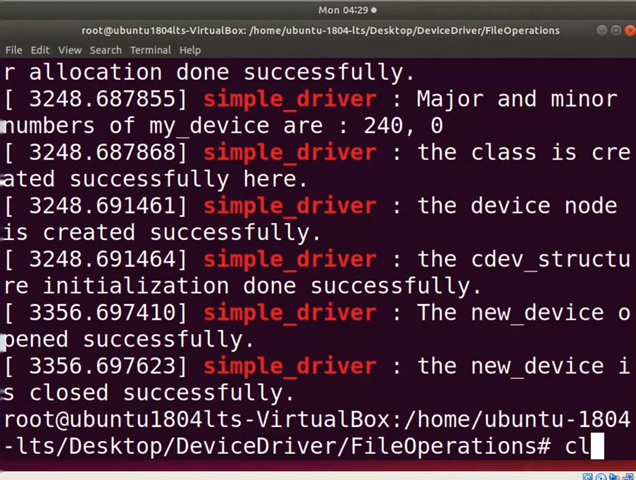 Mon 04:29
root@ubuntu1804lts-VirtualBox: /home/ubuntu-1804-lts/Desktop/DeviceDriver/FileOperations
File Edit View Search Terminal Help
r allocation done successfully.
[ 3248.687855] simple_driver : Major and minor
numbers of my_device are : 240, 0
[ 3248.687868] simple_driver : the class is cre
ated successfully here.
[ 3248.691461] simple_driver : the device node
is created successfully.
[ 3248.691464] simple_driver : the cdev_structu
re initialization done successfully.
[ 3356.697410] simple_driver : The new_device o
pened successfully.
[ 3356.697623] simple_driver : the new_device i
s closed successfully.
root@ubuntu1804lts-VirtualBox:/home/ubuntu-1804
-lts/Desktop/DeviceDriver/FileOperations# cl